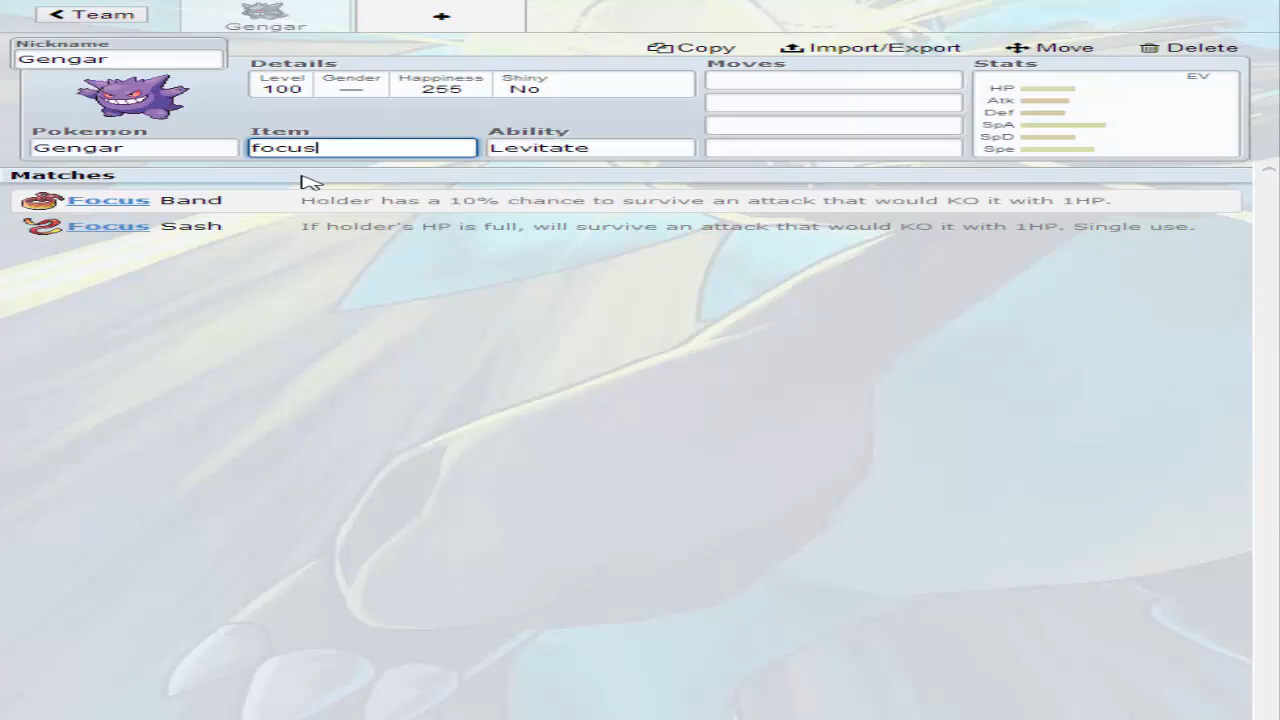 < Team
Gengar
+
Nickname
Gengar
Copy
Import/Export
Move
Delete
Details
Level
100
Gender
—
Happiness
255
Shiny
No
Moves
Stats
EV
HP
Atk
Def
SpA
SpD
Spe
Pokemon
Gengar
Item
focus
Ability
Levitate
Matches
Focus Band Holder has a 10% chance to survive an attack that would KO it with 1HP.
Focus Sash If holder's HP is full, will survive an attack that would KO it with 1HP. Single use.